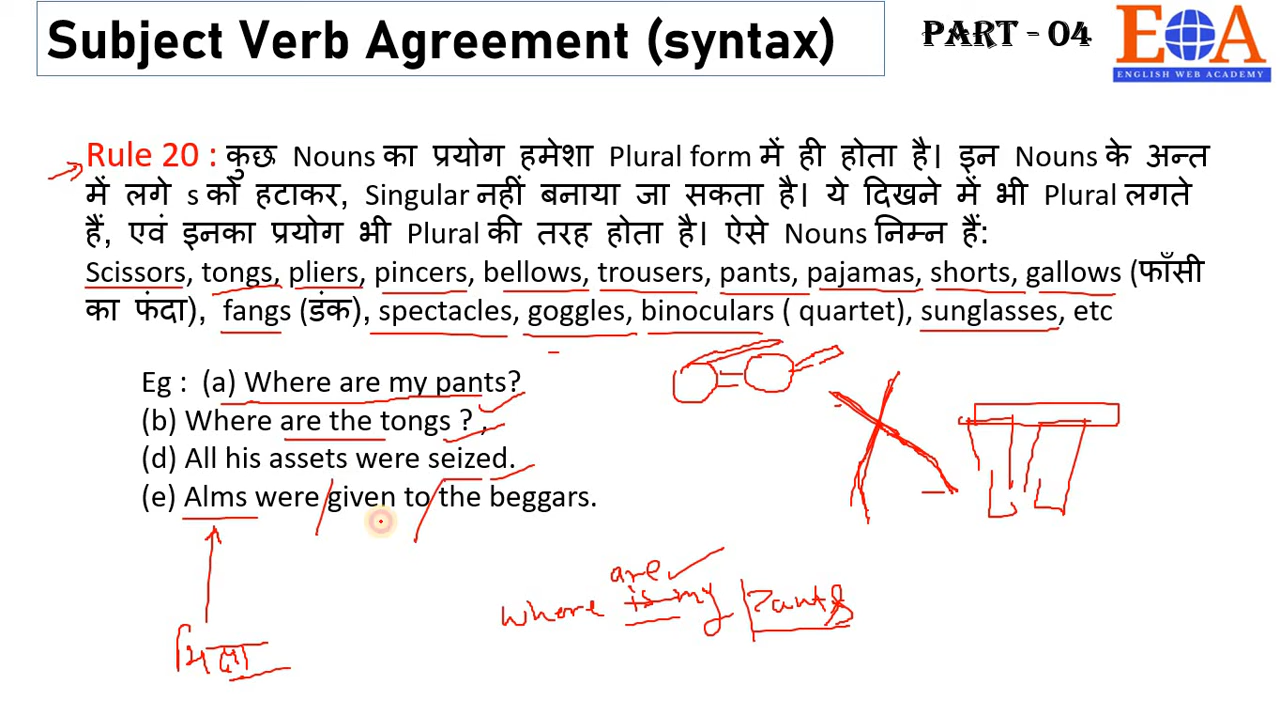 Subject Verb Agreement (syntax)
PART - 04
EWA
ENGLISH WEB ACADEMY
Rule 20 : कुछ Nouns का प्रयोग हमेशा Plural form में ही होता है। इन Nouns के अन्त
में लगे s को हटाकर, Singular नहीं बनाया जा सकता है। ये दिखने में भी Plural लगते
हैं, एवं इनका प्रयोग भी Plural की तरह होता है। ऐसे Nouns निम्न हैं:
Scissors, tongs, pliers, pincers, bellows, trousers, pants, pajamas, shorts, gallows (फाँसी
का फंदा), fangs (डंक), spectacles, goggles, binoculars ( quartet), sunglasses, etc
Eg : (a) Where are my pants?
(b) Where are the tongs ? ,
(d) All his assets were seized.
(e) Alms were given to the beggars.
are
where is my Pants
भिक्षा